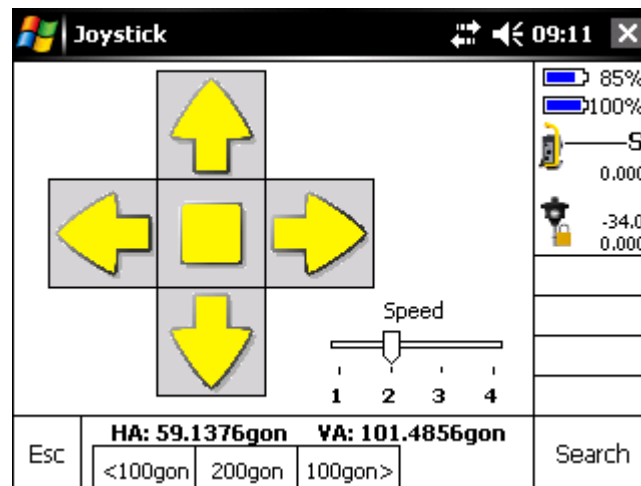 Joystick 09:11
85%
100%
S
0.000
-34.0
0.000
Speed
1 2 3 4
HA: 59.1376gon VA: 101.4856gon
Esc <100gon 200gon 100gon> Search